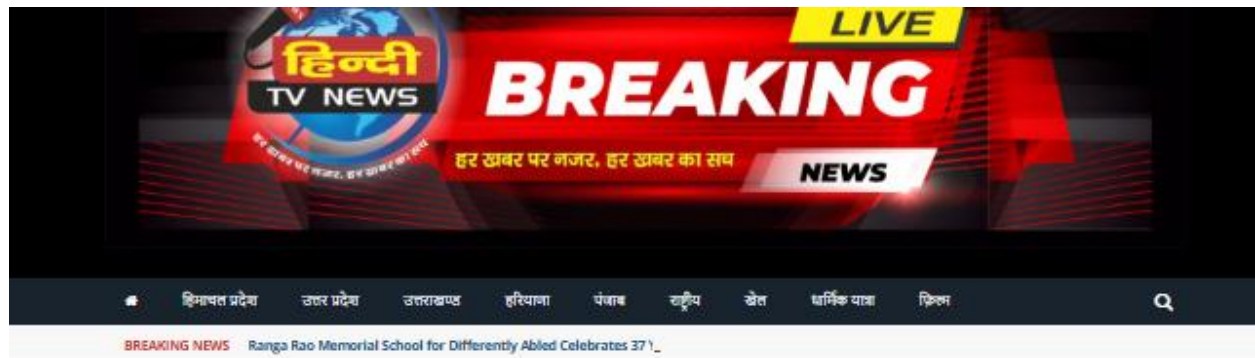 LIVE
हिन्दी
TV NEWS
BREAKING
हर खबर पर नजर, हर खबर का सच
हर खबर पर नजर, हर खबर का सच
NEWS
हिमाचल प्रदेश उत्तर प्रदेश उत्तराखण्ड हरियाणा पंजाब राष्ट्रीय खेल धार्मिक यात्रा फ़िल्म
BREAKING NEWS Ranga Rao Memorial School for Differently Abled Celebrates 37 \_